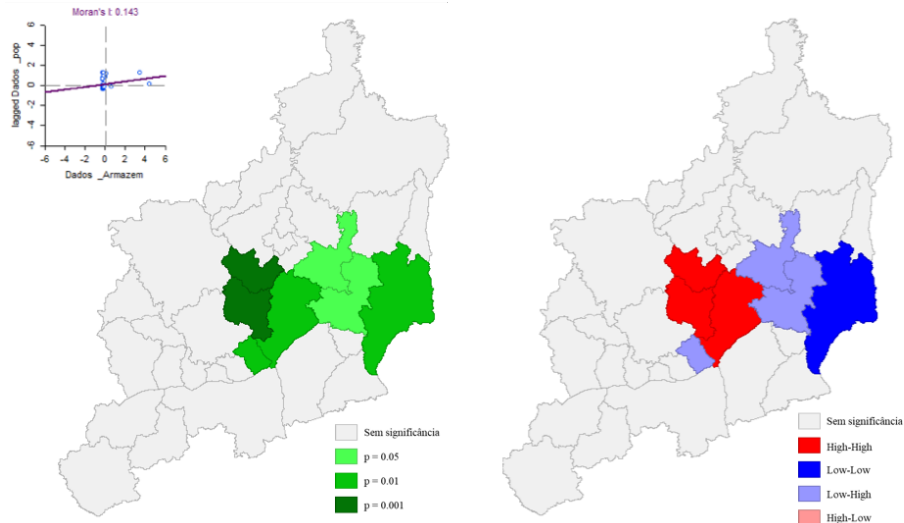 Moran's I: 0.143
lagged Dados _pop
6
4
2
0
-2
-4
-6
-6 -4 -2 0 2 4 6
Dados _Armazem
Sem significância
p = 0.05
p = 0.01
p = 0.001
Sem significância
High-High
Low-Low
Low-High
High-Low